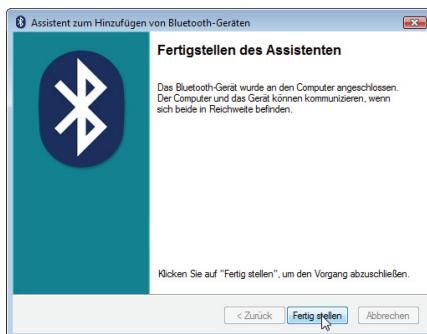 Assistent zum Hinzufügen von Bluetooth-Geräten
Fertigstellen des Assistenten
Das Bluetooth-Gerät wurde an den Computer angeschlossen.
Der Computer und das Gerät können kommunizieren, wenn
sich beide in Reichweite befinden.
Klicken Sie auf "Fertig stellen", um den Vorgang abzuschließen.
< Zurück Fertig stellen Abbrechen